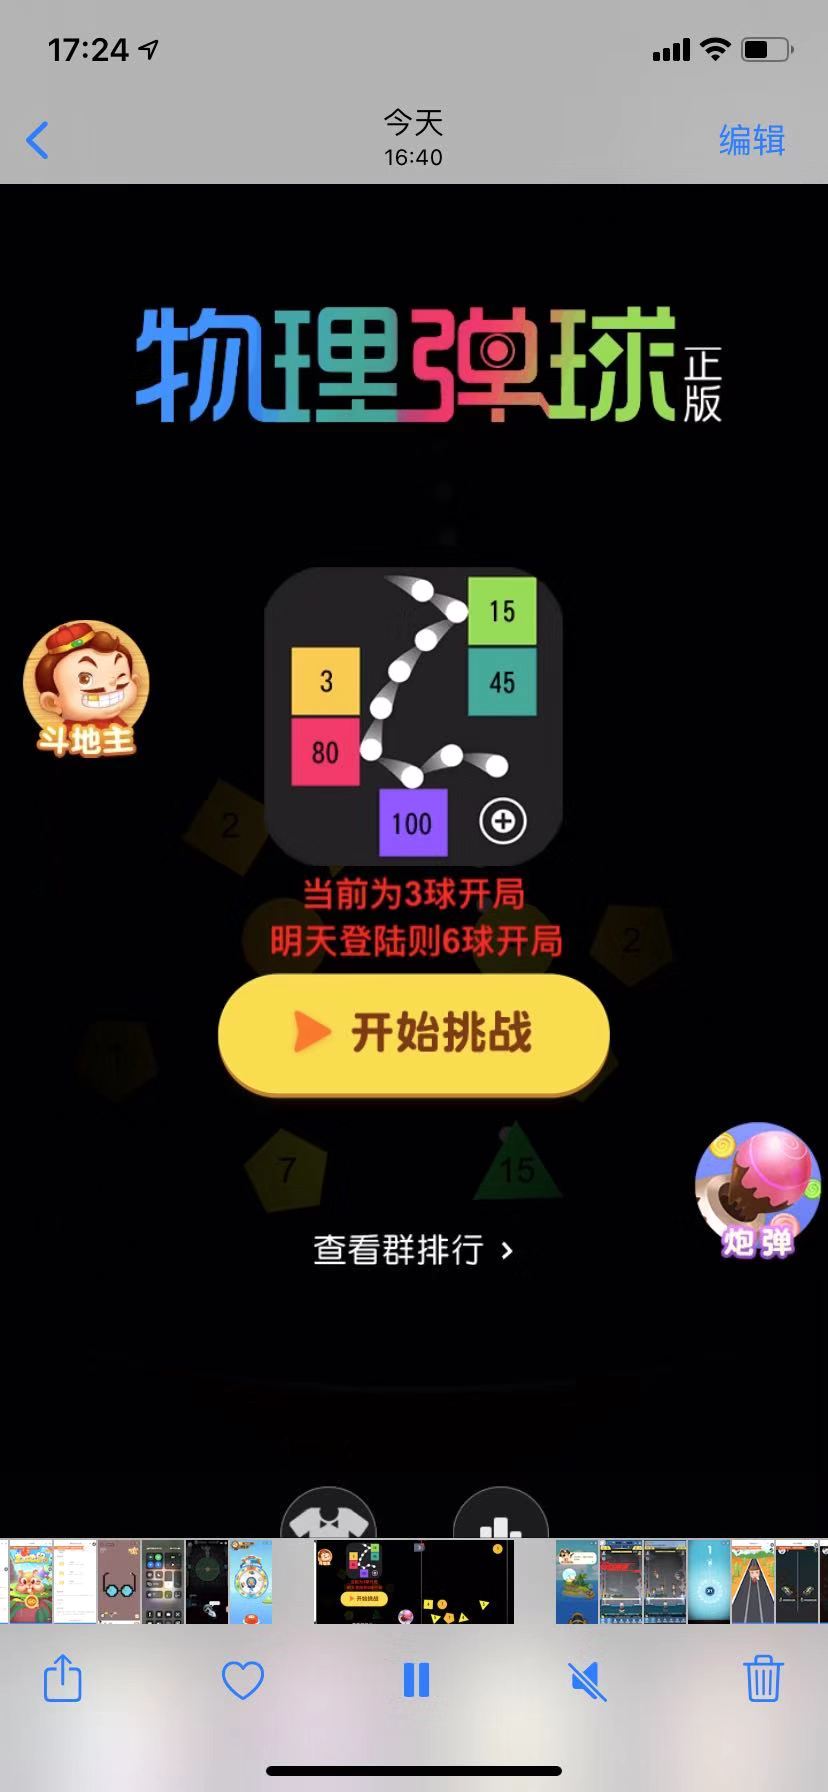 17:24
今天
16:40
编辑
物理弹球
正版
15
3
45
80
100
斗地主
2
当前为3球开局
明天登陆则6球开局
2
开始挑战
7
15
炮弹
查看群排行 ›